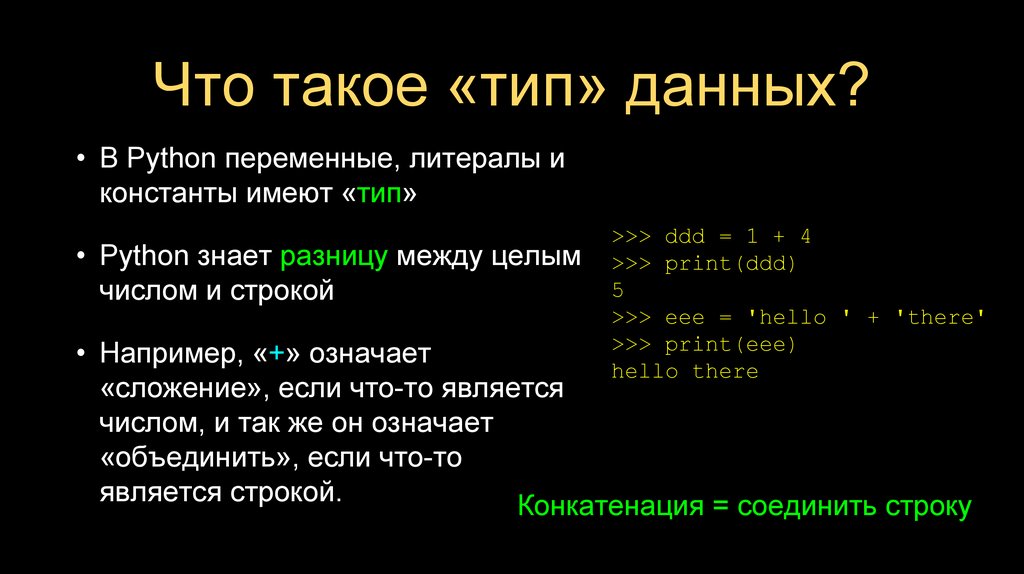 Что такое «тип» данных?
• В Python переменные, литералы и
константы имеют «тип»
• Python знает разницу между целым
числом и строкой
• Например, «+» означает
«сложение», если что-то является
числом, и так же он означает
«объединить», если что-то
является строкой.
>>> ddd = 1 + 4
>>> print(ddd)
5
>>> eee = 'hello ' + 'there'
>>> print(eee)
hello there
Конкатенация = соединить строку